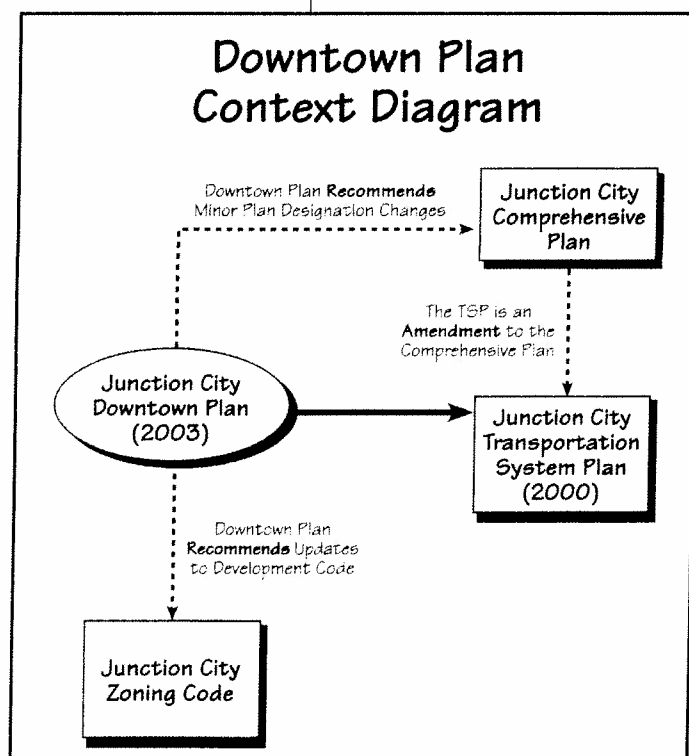 Downtown Plan
Context Diagram
Downtown Plan Recommends
Minor Plan Designation Changes
Junction City
Comprehensive
Plan
The TSP is an
Amendment to the
Comprehensive Plan
Junction City
Downtown Plan
(2003)
Junction City
Transportation
System Plan
(2000)
Downtown Plan
Recommends Updates
to Development Code
Junction City
Zoning Code